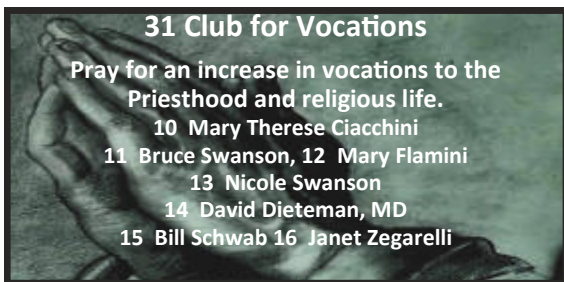 31 Club for Vocations
Pray for an increase in vocations to the
Priesthood and religious life.
10 Mary Therese Ciacchini
11 Bruce Swanson, 12 Mary Flamini
13 Nicole Swanson
14 David Dieteman, MD
15 Bill Schwab 16 Janet Zegarelli